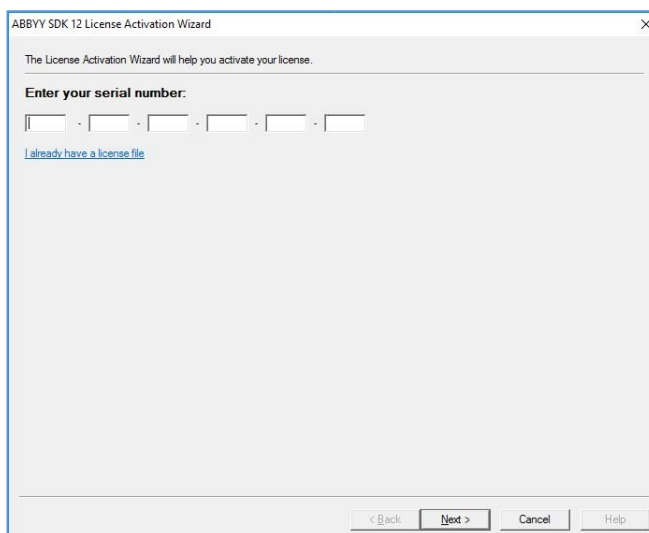 ABBYY SDK 12 License Activation Wizard
The License Activation Wizard will help you activate your license.
Enter your serial number:
- - - - -
I already have a license file
< Back Next > Cancel Help